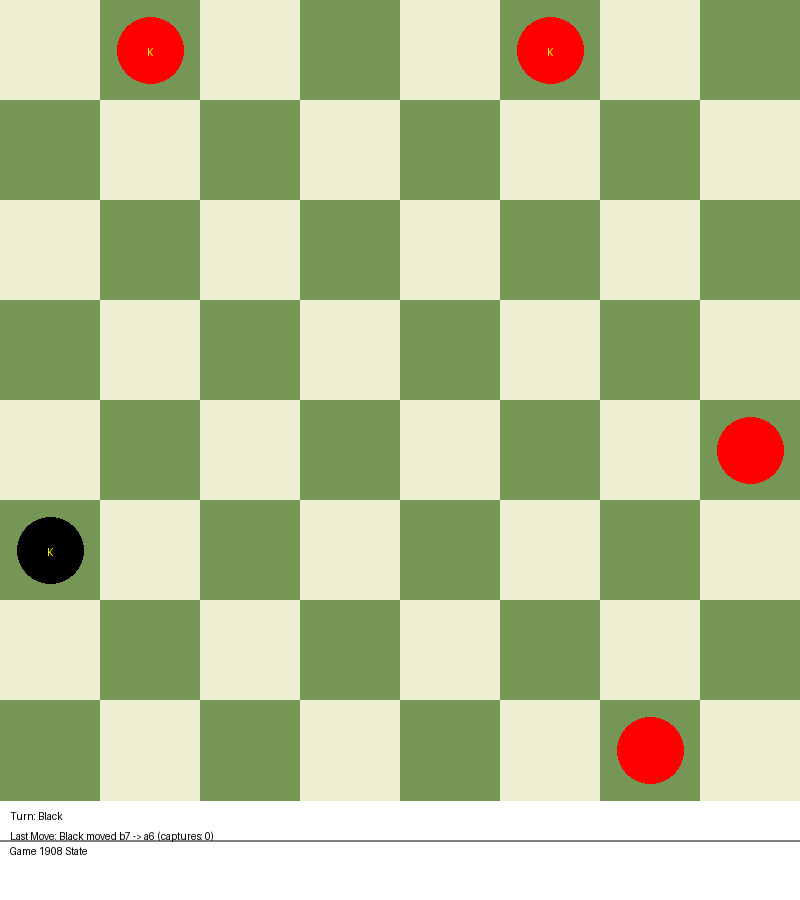 K K
K
Turn: Black
Last Move: Black moved b7 -> a6 (captures: 0)
Game 1908 State